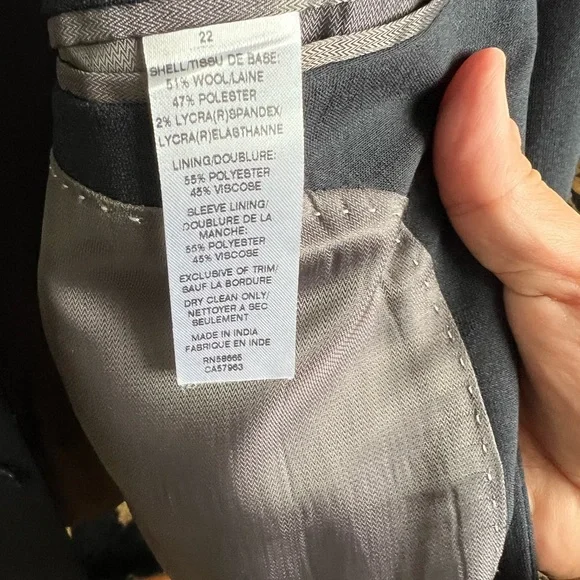 22
SHELL/TISSU DE BASE:
51% WOOL/LAINE
47% POLESTER
2% LYCRA(R)SPANDEX/
LYCRA(R)ELASTHANNE
LINING/DOUBLURE:
55% POLYESTER
45% VISCOSE
SLEEVE LINING/
DOUBLURE DE LA
MANCHE:
55% POLYESTER
45% VISCOSE
EXCLUSIVE OF TRIM/
SAUF LA BORDURE
DRY CLEAN ONLY/
NETTOYER A SEC
SEULEMENT
MADE IN INDIA
FABRIQUE EN INDE
RN58665
CA57963